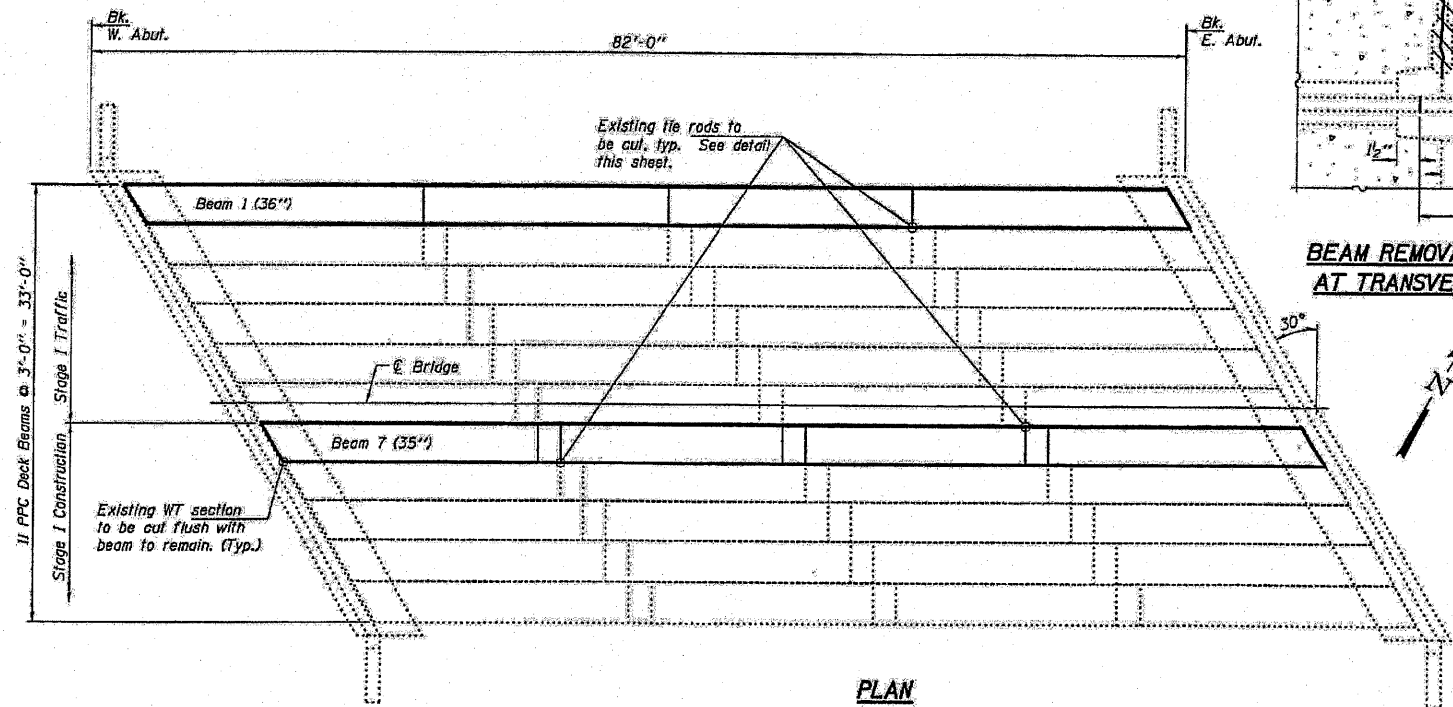 Bk.
W. Abut.
82'-0"
Bk.
E. Abut.
Existing tie rods to
be cut, typ. See detail
this sheet.
1½"
Beam 1 (36")
BEAM REMOVA
AT TRANSVE
30°
N
11 PPC Deck Beams @ 3'-0" = 33'-0"
Stage I Traffic
℄ Bridge
Stage I Construction
Beam 7 (35")
Existing WT section
to be cut flush with
beam to remain. (Typ.)
PLAN